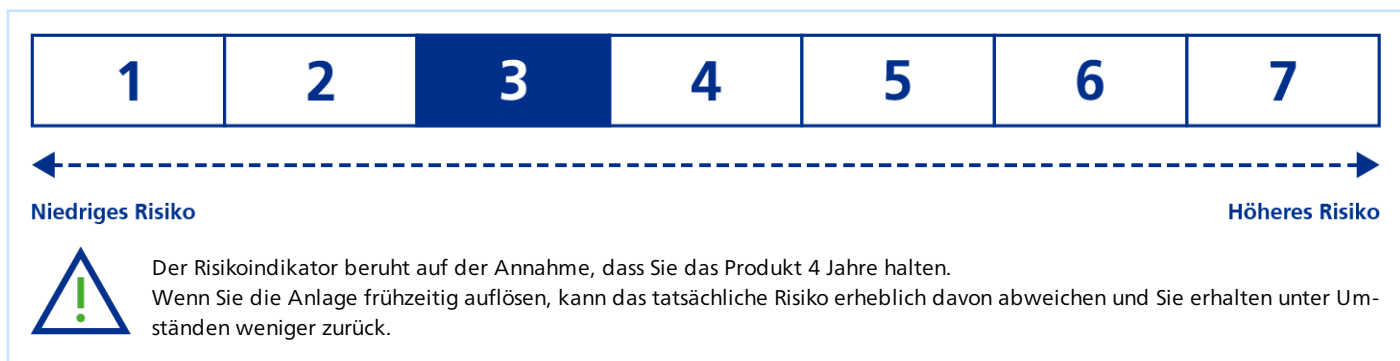 1 2 3 4 5 6 7
Niedriges Risiko Höheres Risiko
Der Risikoindikator beruht auf der Annahme, dass Sie das Produkt 4 Jahre halten.
Wenn Sie die Anlage frühzeitig auflösen, kann das tatsächliche Risiko erheblich davon abweichen und Sie erhalten unter Um-
ständen weniger zurück.